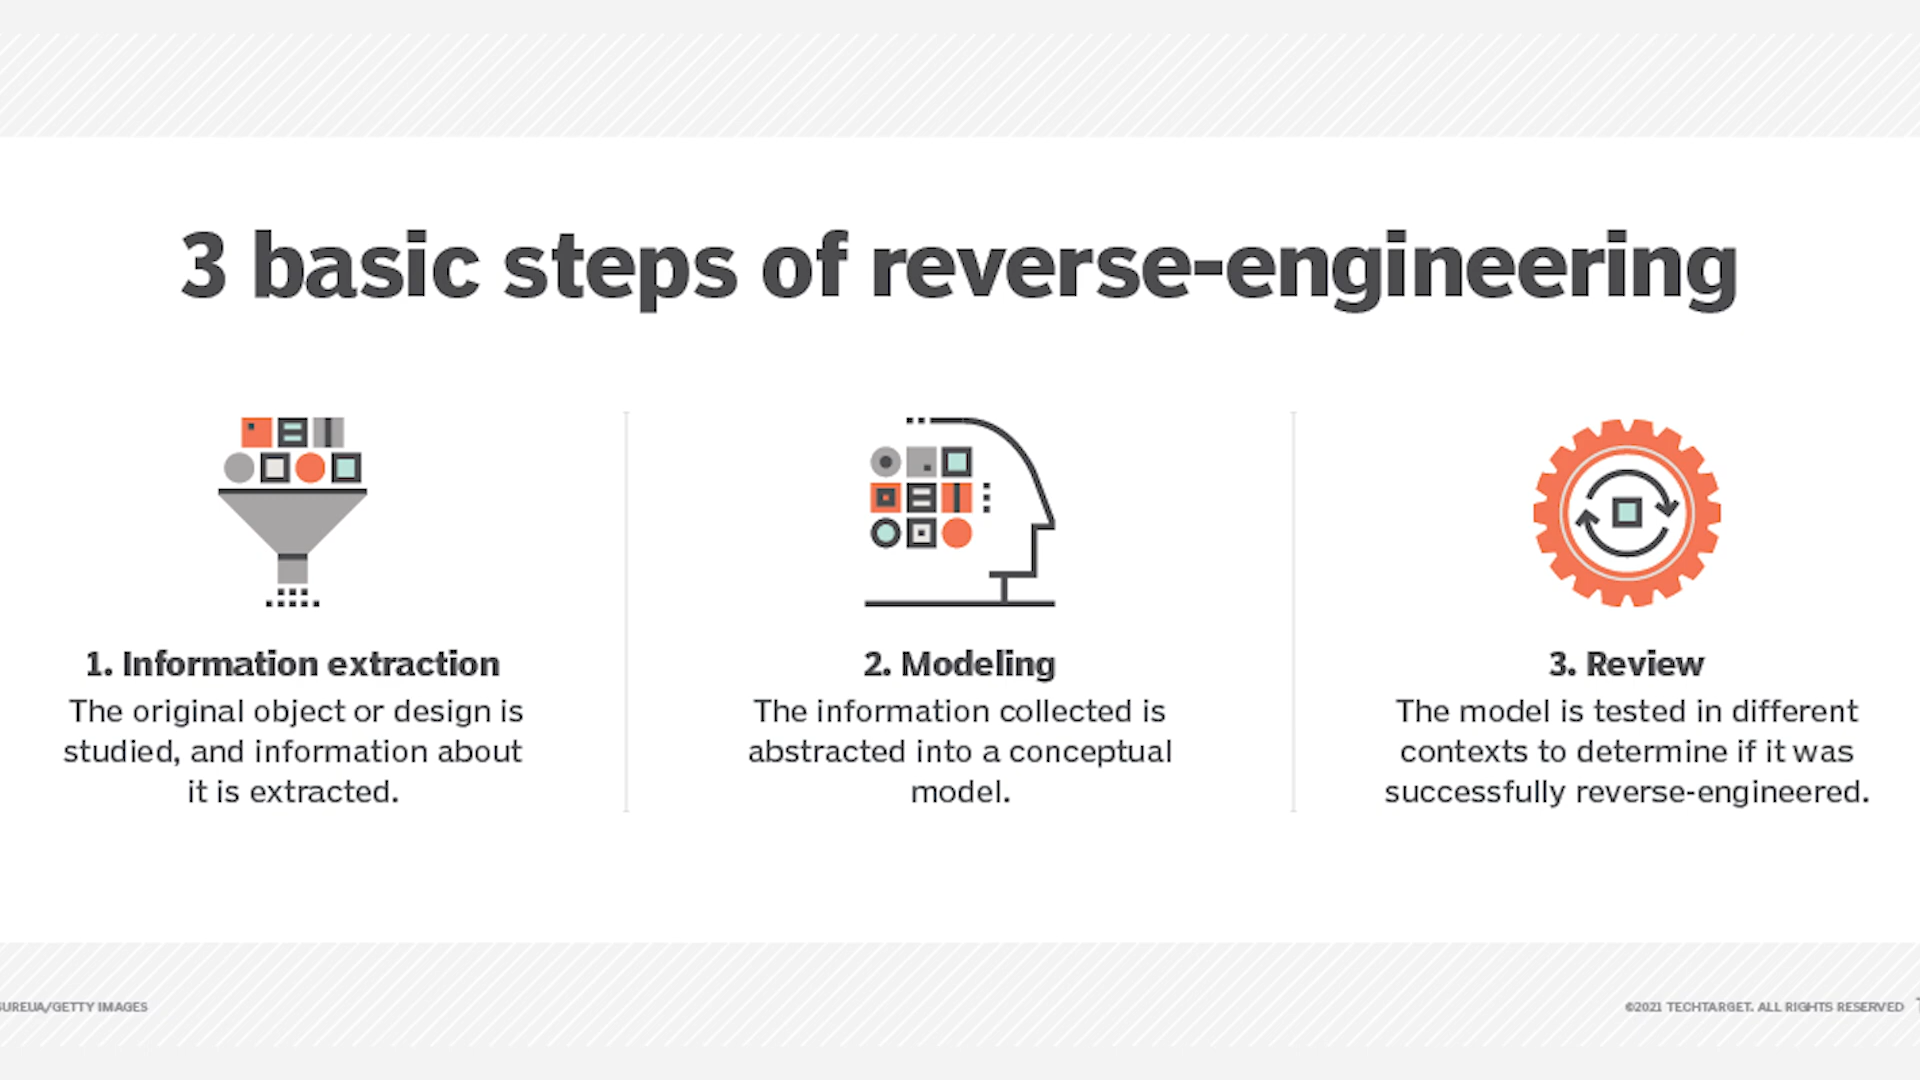 3 basic steps of reverse-engineering
1. Information extraction
The original object or design is
studied, and information about
it is extracted.
2. Modeling
The information collected is
abstracted into a conceptual
model.
3. Review
The model is tested in different
contexts to determine if it was
successfully reverse-engineered.
/GETTY IMAGES
©2021 TECHTARGET. ALL RIGHTS RESERVED